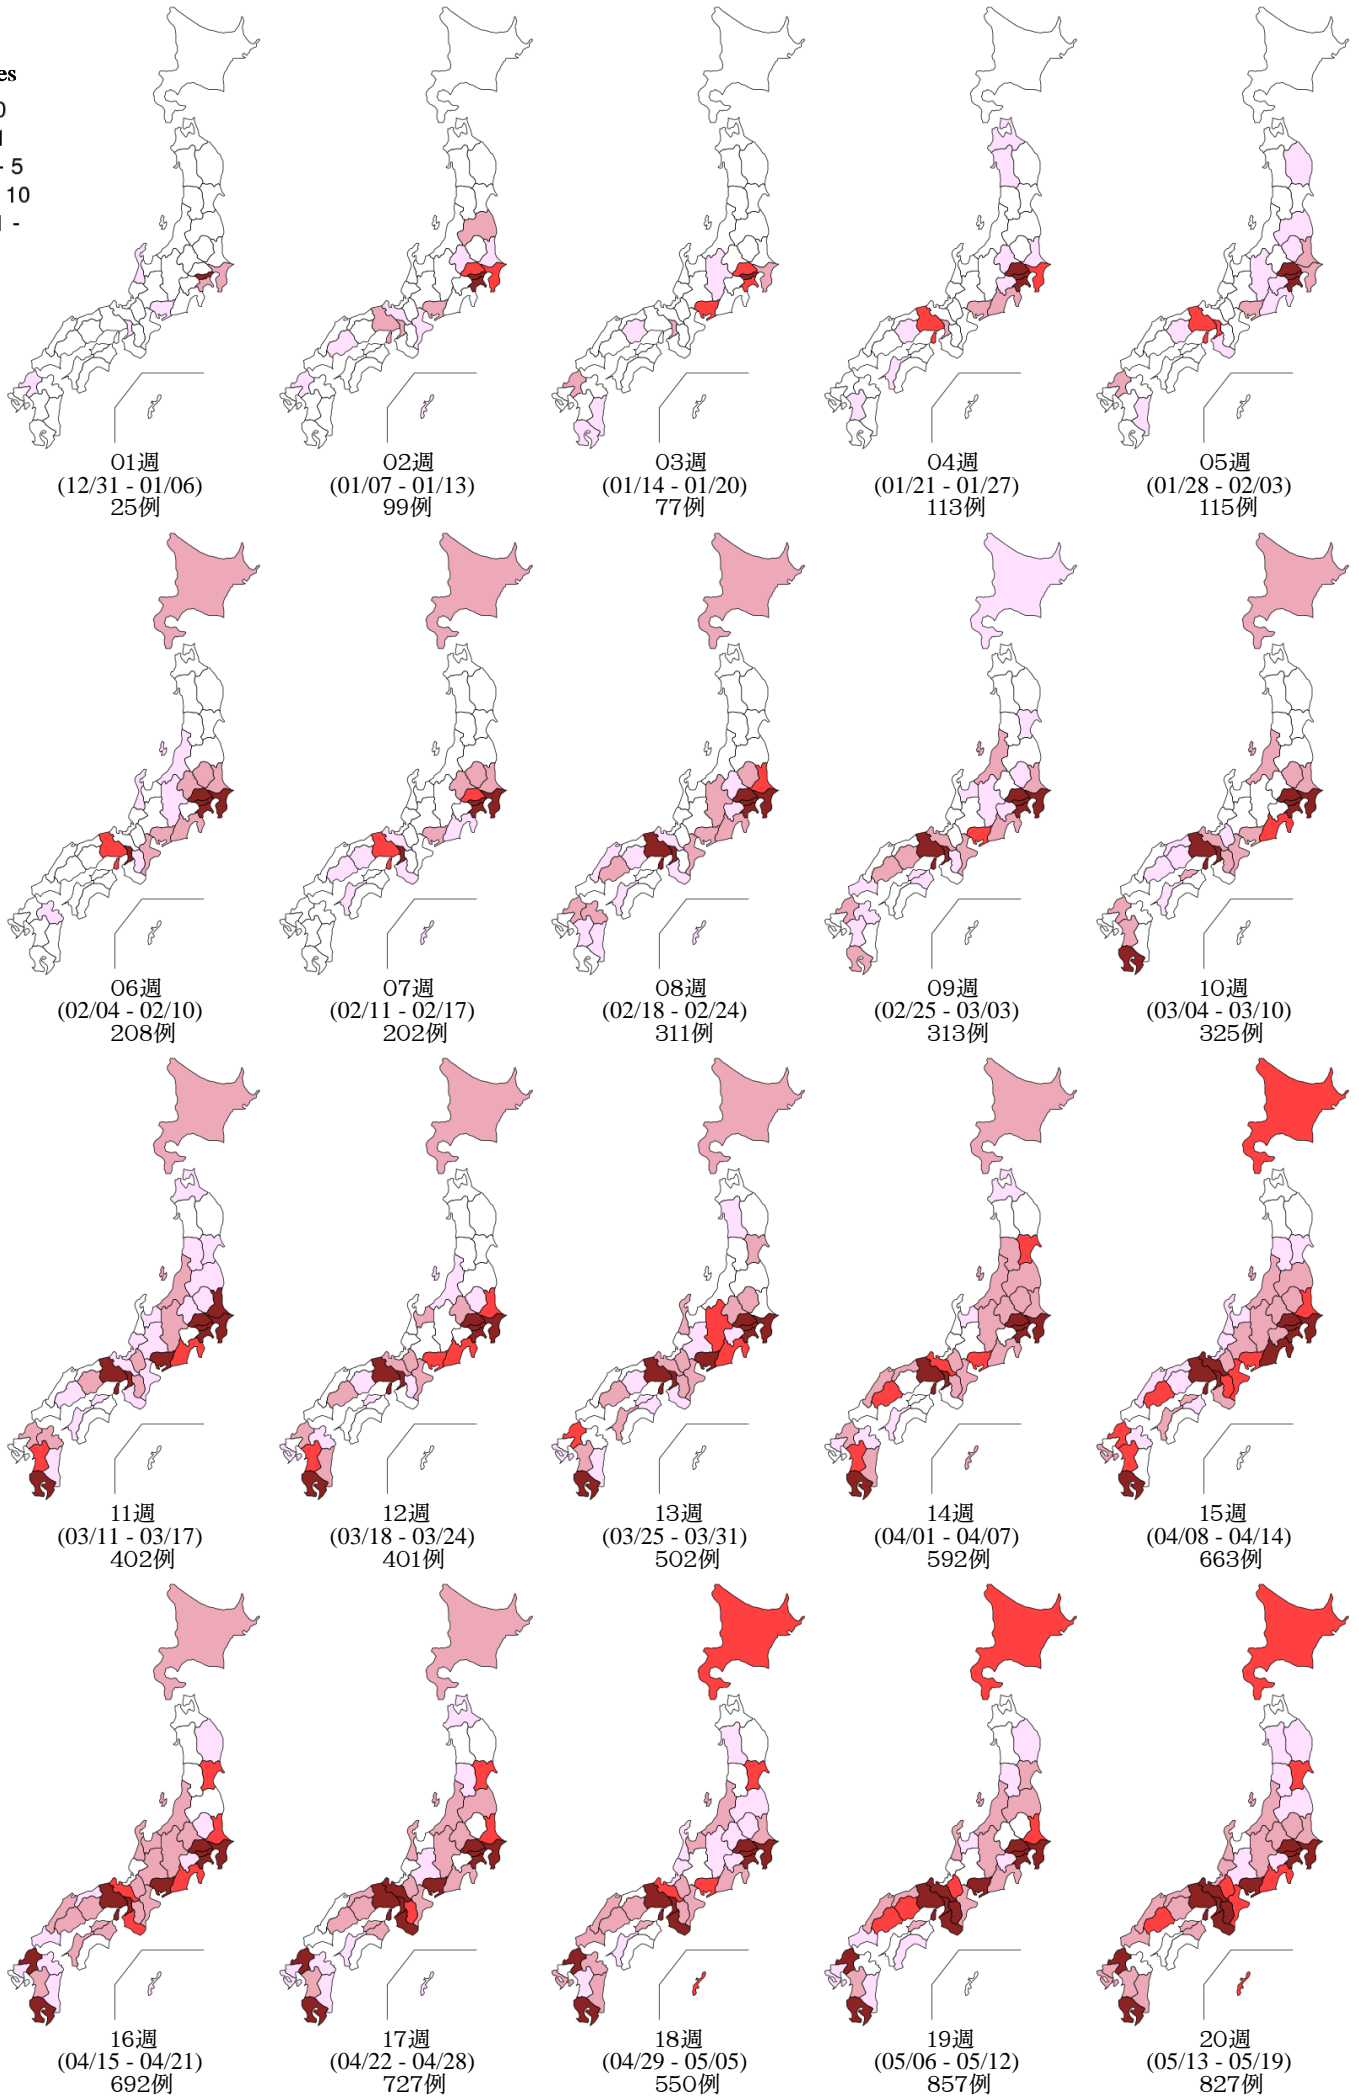 es
0
1
- 5
10
1 -
01週
(12/31 - 01/06)
25例
02週
(01/07 - 01/13)
99例
03週
(01/14 - 01/20)
77例
04週
(01/21 - 01/27)
113例
05週
(01/28 - 02/03)
115例
06週
(02/04 - 02/10)
208例
07週
(02/11 - 02/17)
202例
08週
(02/18 - 02/24)
311例
09週
(02/25 - 03/03)
313例
10週
(03/04 - 03/10)
325例
11週
(03/11 - 03/17)
402例
12週
(03/18 - 03/24)
401例
13週
(03/25 - 03/31)
502例
14週
(04/01 - 04/07)
592例
15週
(04/08 - 04/14)
663例
16週
(04/15 - 04/21)
692例
17週
(04/22 - 04/28)
727例
18週
(04/29 - 05/05)
550例
19週
(05/06 - 05/12)
857例
20週
(05/13 - 05/19)
827例